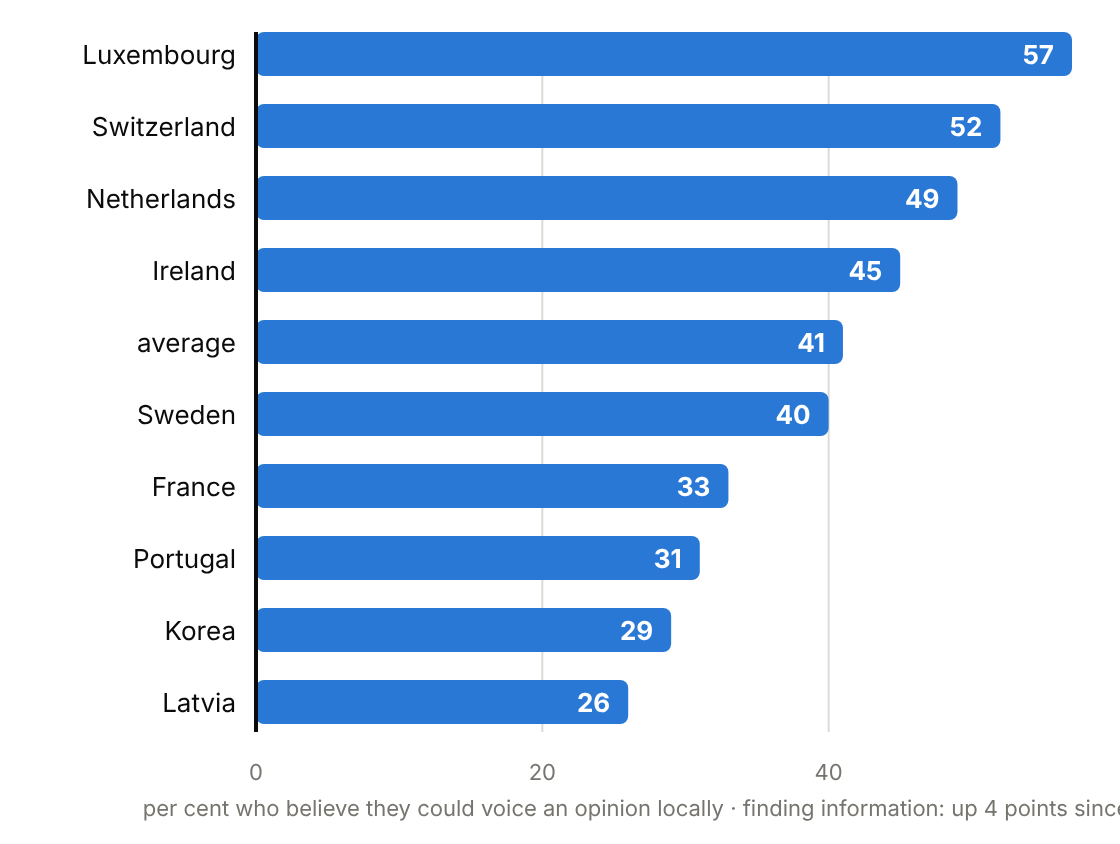 Luxembourg 57
Switzerland 52
Netherlands 49
Ireland 45
average 41
Sweden 40
France 33
Portugal 31
Korea 29
Latvia 26
0 20 40
per cent who believe they could voice an opinion locally · finding information: up 4 points